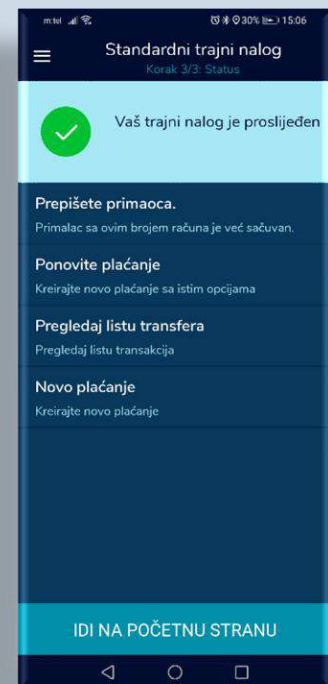 m:tel 30% 15:06
Standardni trajni nalog
Korak 3/3: Status
Vaš trajni nalog je proslijeđen
Prepišete primaoca.
Primalac sa ovim brojem računa je već sačuvan.
Ponovite plaćanje
Kreirajte novo plaćanje sa istim opcijama
Pregledaj listu transfera
Pregledaj listu transakcija
Novo plaćanje
Kreirajte novo plaćanje
IDI NA POČETNU STRANU